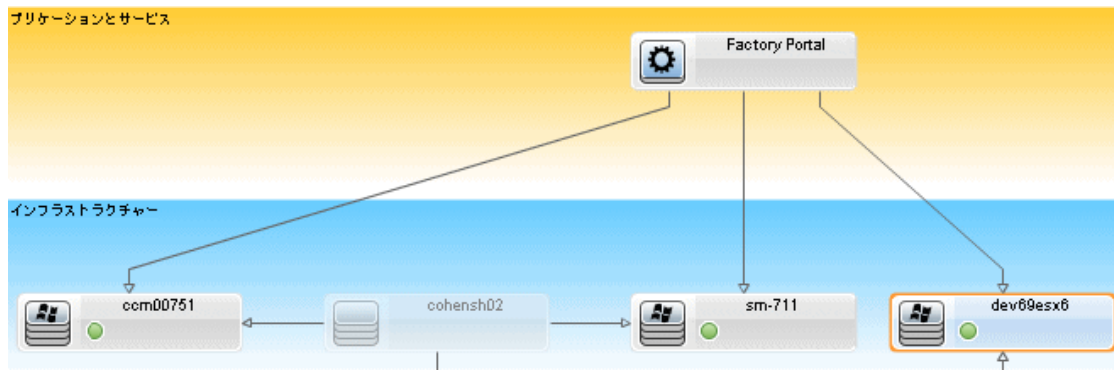 プリケーションとサービス
Factory Portal
インフラストラクチャー
ccm00751
cohensh02
sm-711
dev69esx6